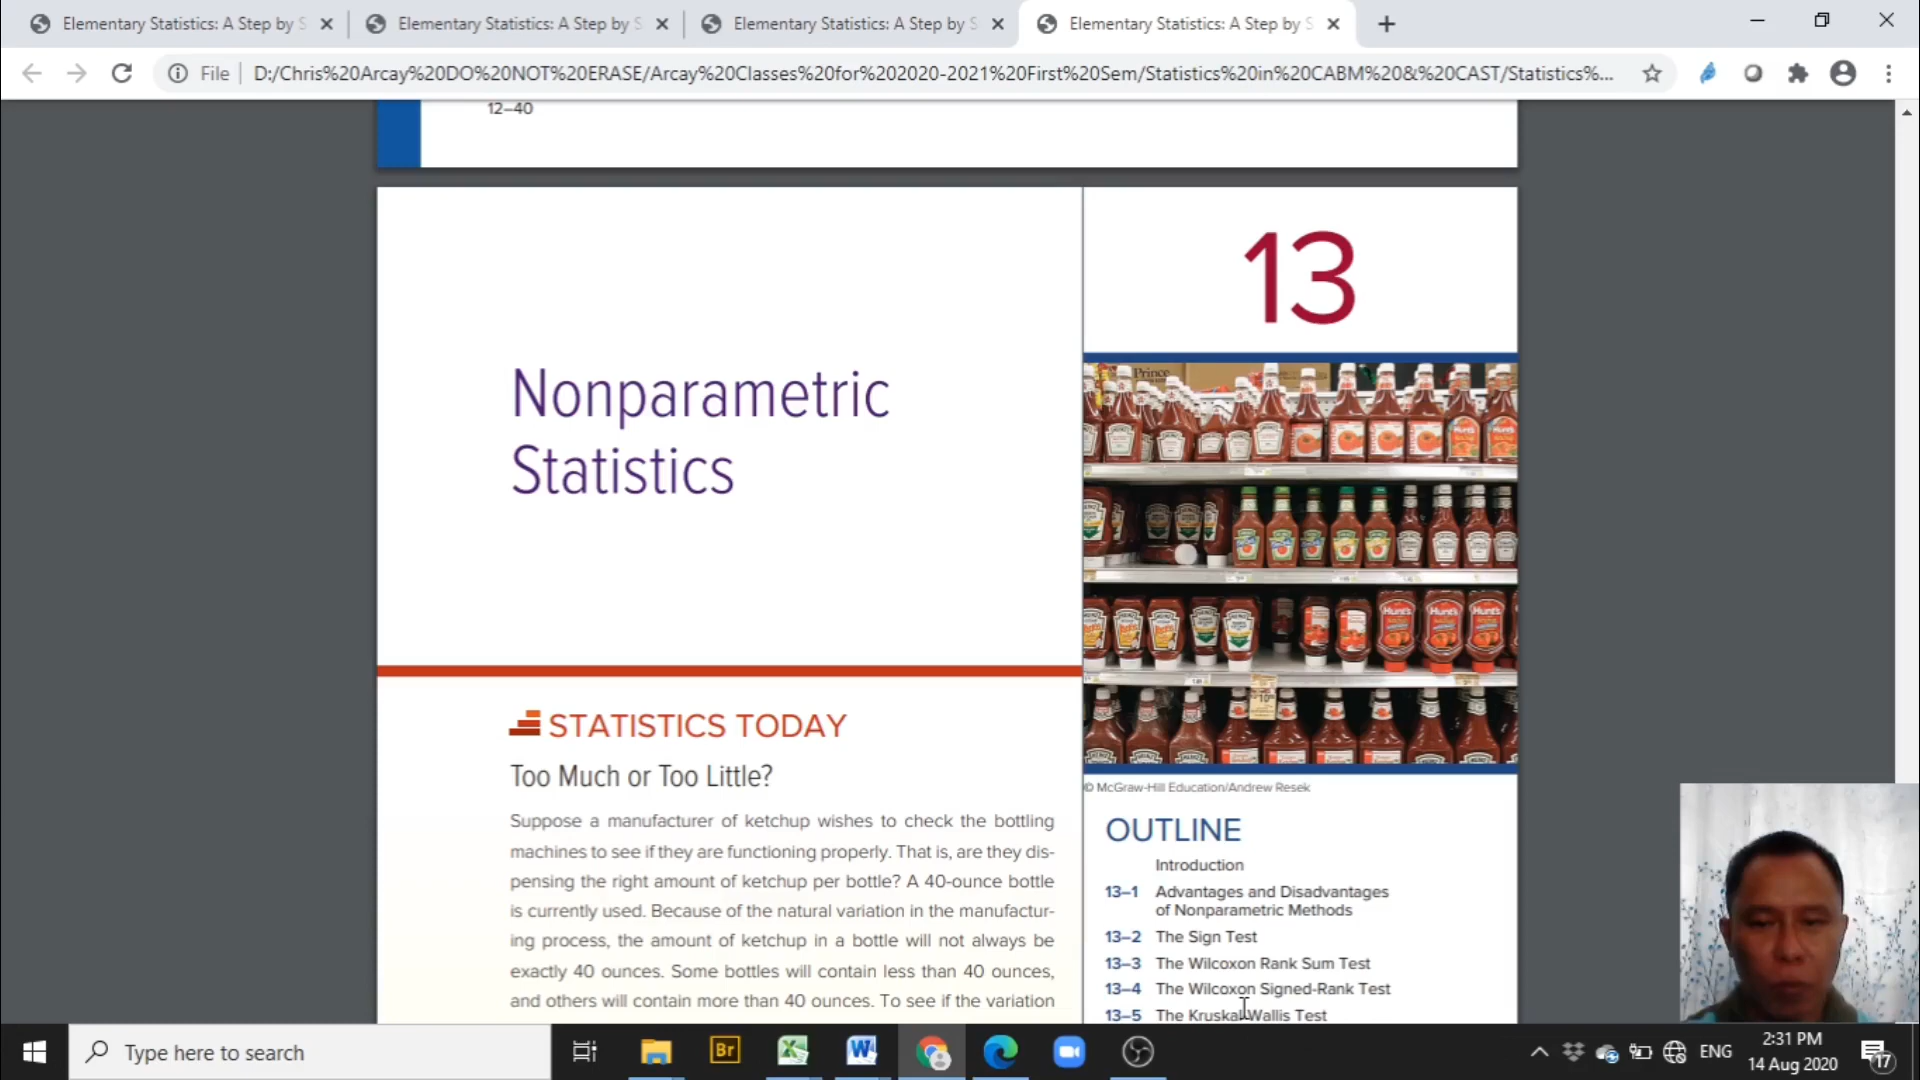 Elementary Statistics: A Step by S
Elementary Statistics: A Step by S
Elementary Statistics: A Step by S
Elementary Statistics: A Step by S
File
D:/Chris%20Arcay%20DO%20NOT%20ERASE/Arcay%20Classes%20for%202020-2021%20First%20Sem/Statistics%20in%20CABM%20&%20CAST/Statistics%...
12–40
13
Nonparametric
Statistics
Prince
Hunt's
Hunt's
Hunt's
STATISTICS TODAY
Too Much or Too Little?
Suppose a manufacturer of ketchup wishes to check the bottling
machines to see if they are functioning properly. That is, are they dis-
pensing the right amount of ketchup per bottle? A 40-ounce bottle
is currently used. Because of the natural variation in the manufactur-
ing process, the amount of ketchup in a bottle will not always be
exactly 40 ounces. Some bottles will contain less than 40 ounces,
and others will contain more than 40 ounces. To see if the variation
© McGraw-Hill Education/Andrew Resek
OUTLINE
Introduction
13–1 Advantages and Disadvantages
of Nonparametric Methods
13–2 The Sign Test
13–3 The Wilcoxon Rank Sum Test
13–4 The Wilcoxon Signed-Rank Test
13–5 The Kruskal-Wallis Test
Type here to search
Br
ENG
2:31 PM
14 Aug 2020
17